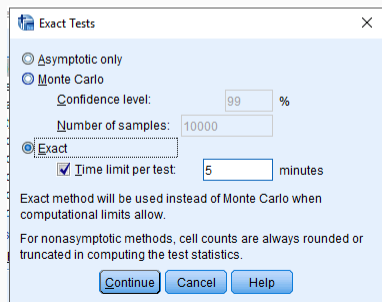 Exact Tests
Asymptotic only
Monte Carlo
Confidence level: 99 %
Number of samples: 10000
Exact
Time limit per test: 5 minutes
Exact method will be used instead of Monte Carlo when
computational limits allow.
For nonasymptotic methods, cell counts are always rounded or
truncated in computing the test statistics.
Continue Cancel Help